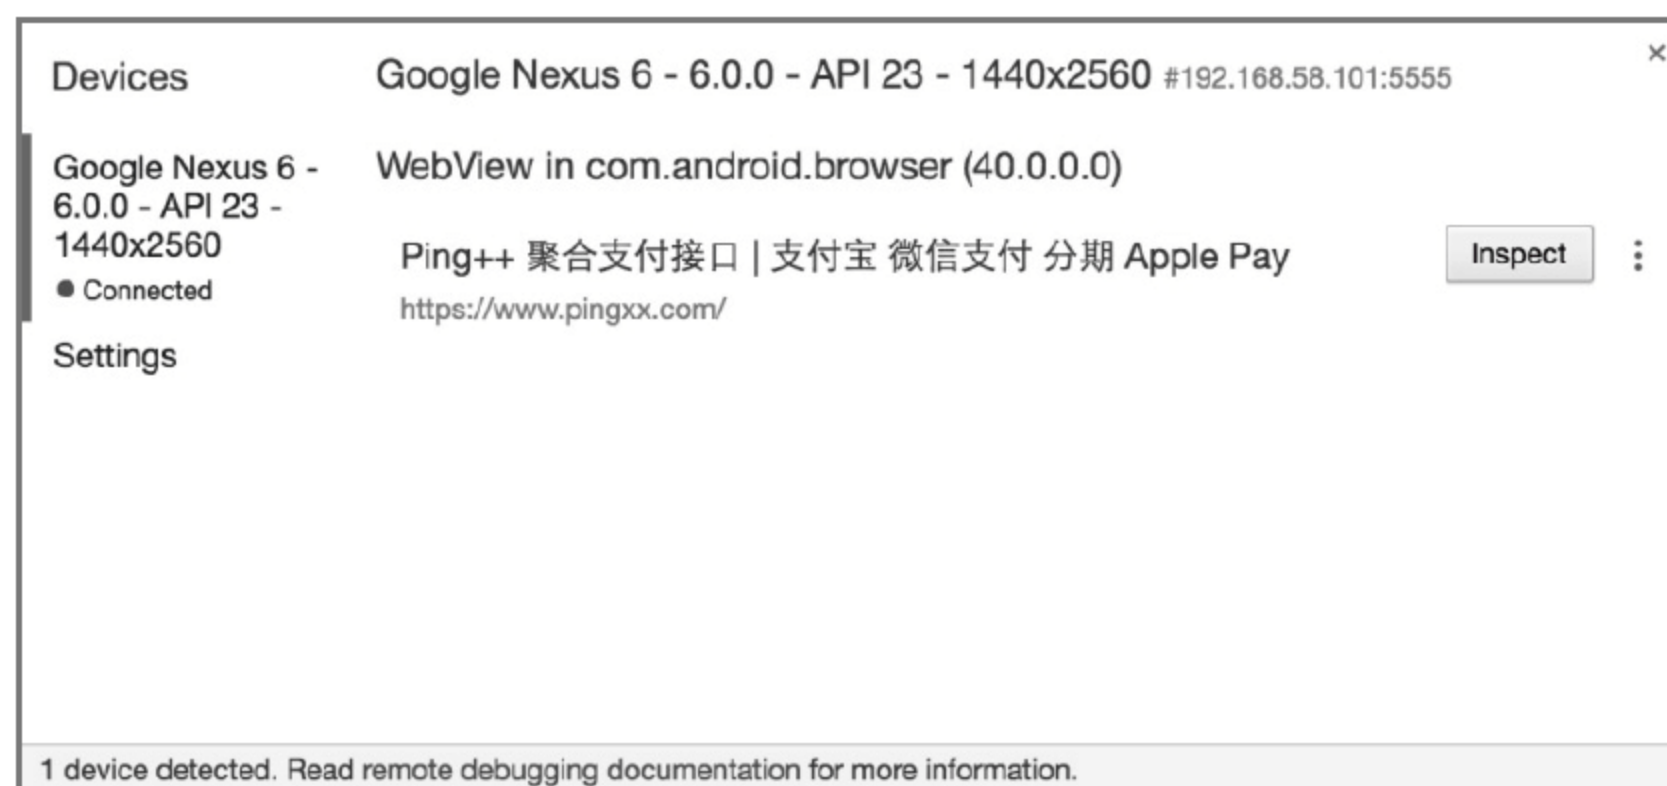 Devices
Google Nexus 6 - 6.0.0 - API 23 - 1440x2560 #192.168.58.101:5555
×
Google Nexus 6 -
6.0.0 - API 23 -
1440x2560
Connected
Settings
WebView in com.android.browser (40.0.0.0)
Ping++ 聚合支付接口 | 支付宝 微信支付 分期 Apple Pay
Inspect
https://www.pingxx.com/
1 device detected. Read remote debugging documentation for more information.